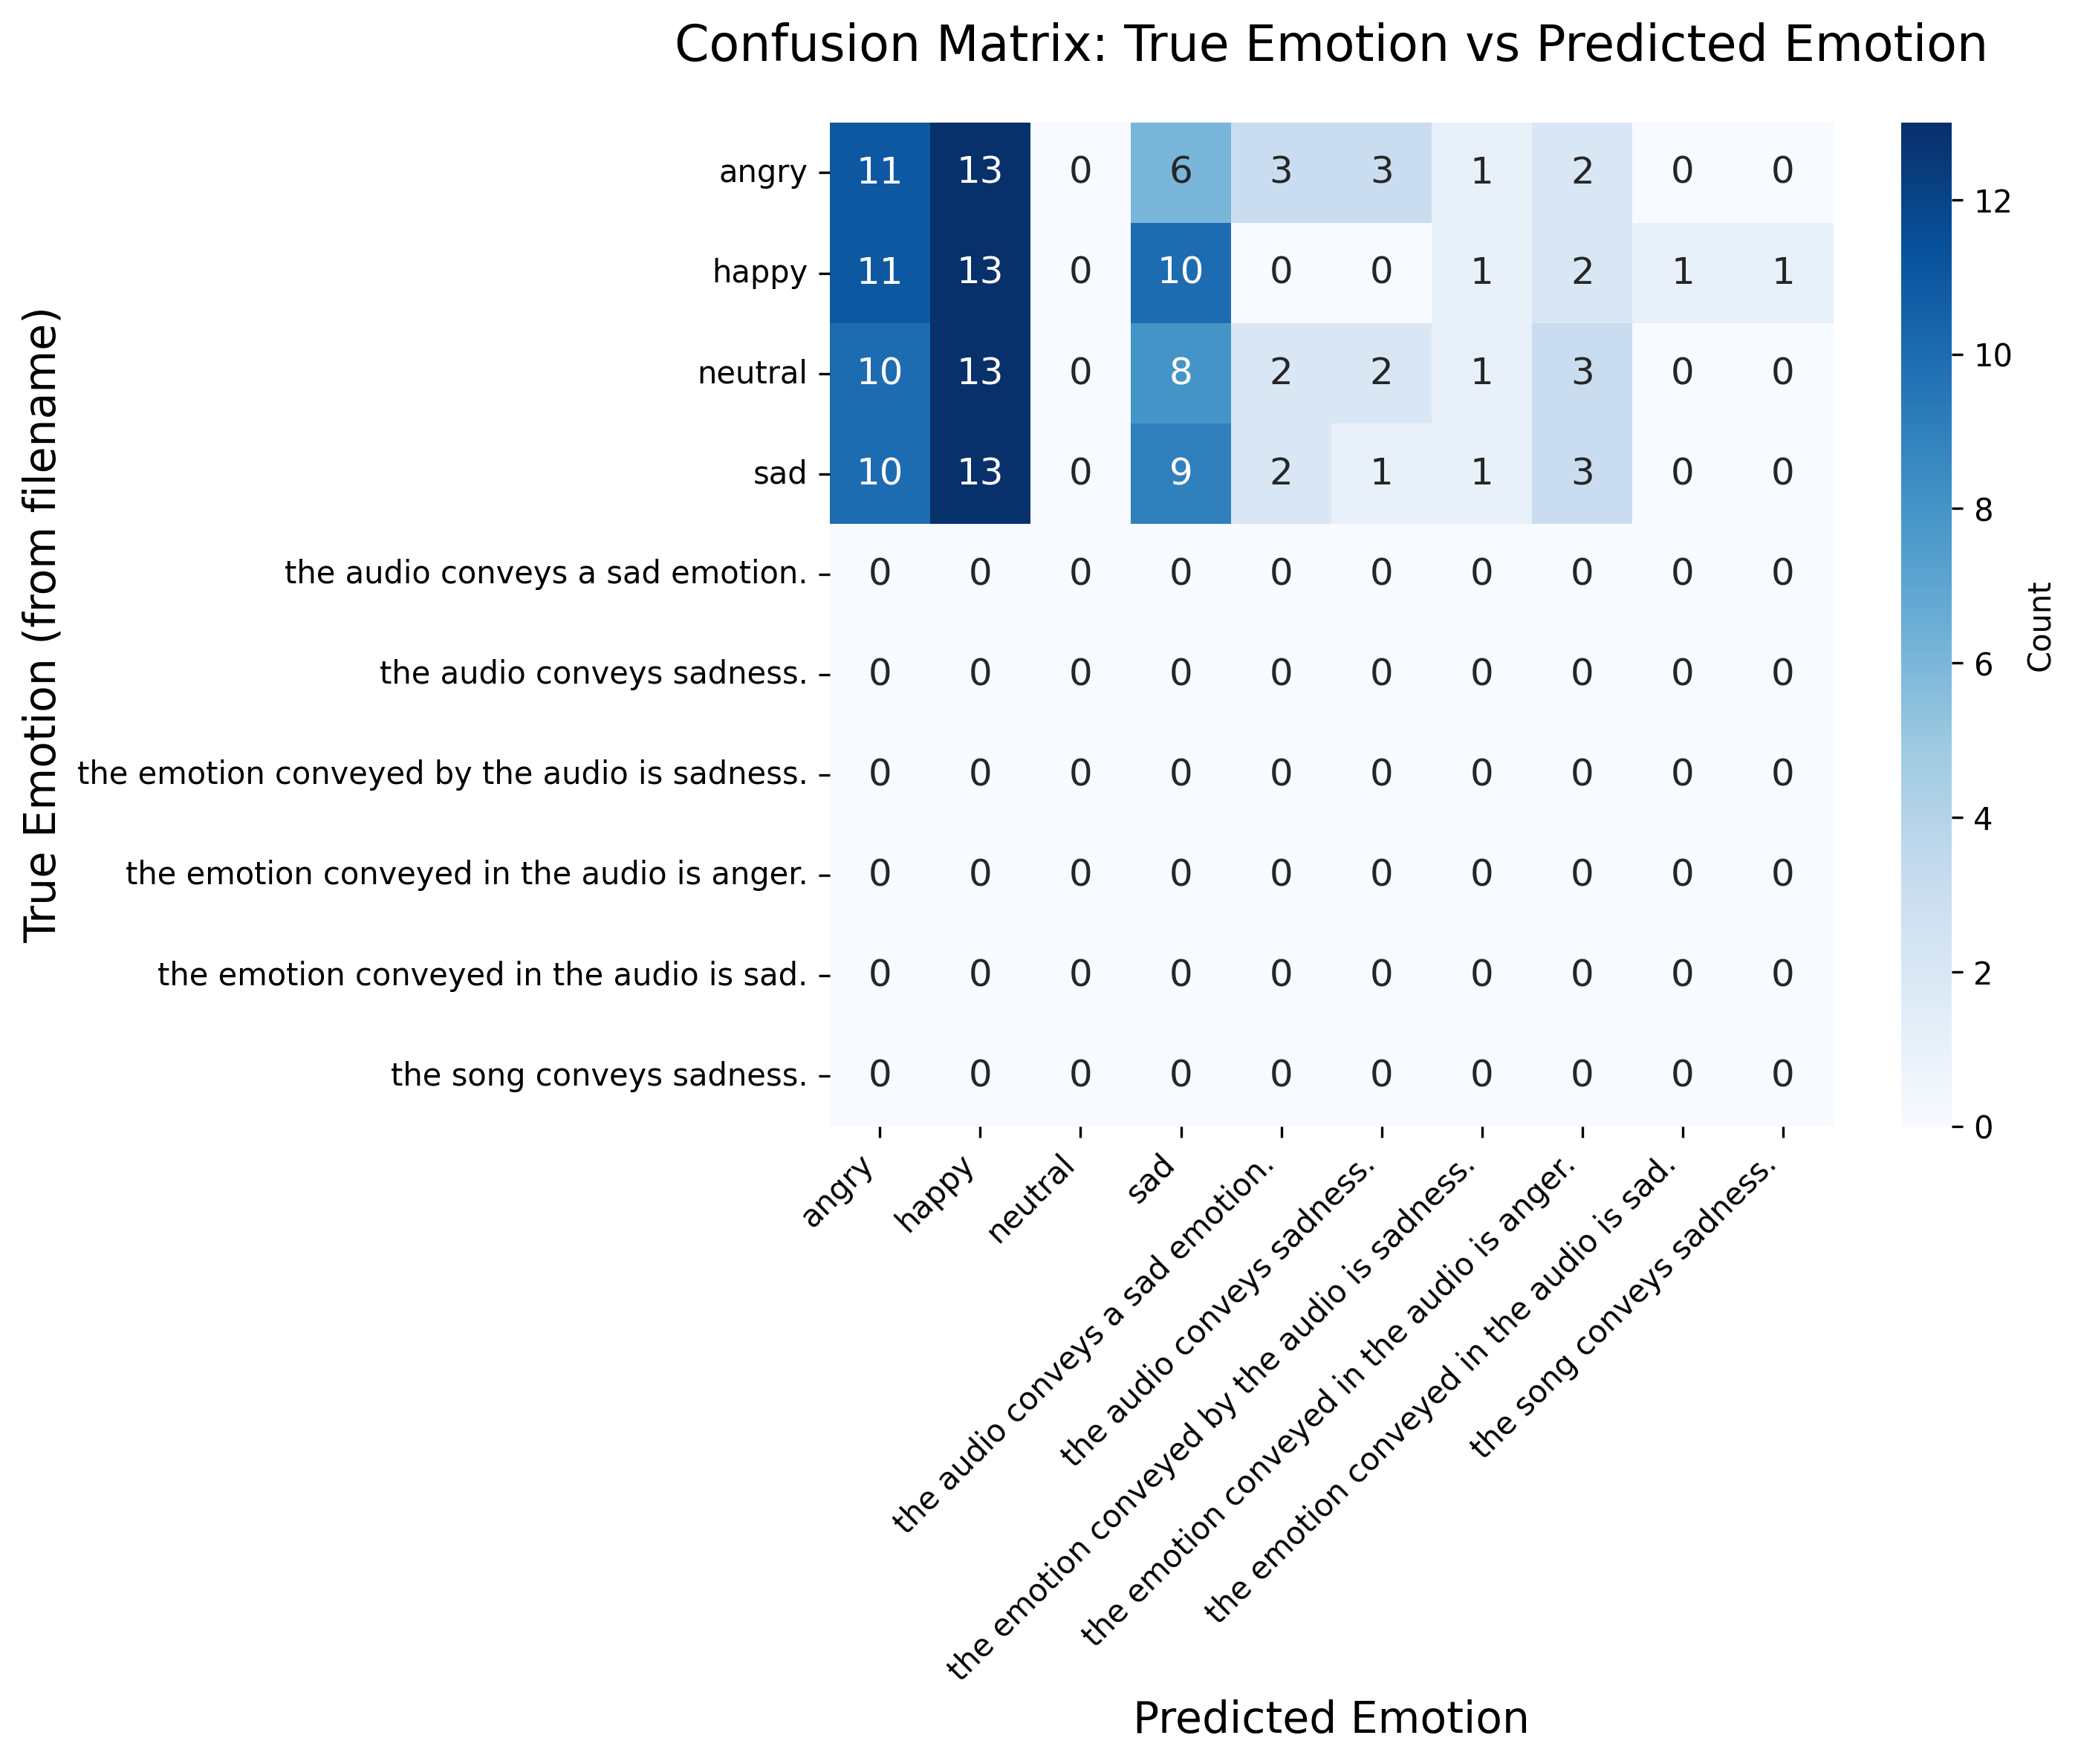 Confusion Matrix: True Emotion vs Predicted Emotion
True Emotion (from filename)
angry 11 13 0 6 3 3 1 2 0 0
happy 11 13 0 10 0 0 1 2 1 1
neutral 10 13 0 8 2 2 1 3 0 0
sad 10 13 0 9 2 1 1 3 0 0
the audio conveys a sad emotion. 0 0 0 0 0 0 0 0 0 0
the audio conveys sadness. 0 0 0 0 0 0 0 0 0 0
the emotion conveyed by the audio is sadness. 0 0 0 0 0 0 0 0 0 0
the emotion conveyed in the audio is anger. 0 0 0 0 0 0 0 0 0 0
the emotion conveyed in the audio is sad. 0 0 0 0 0 0 0 0 0 0
the song conveys sadness. 0 0 0 0 0 0 0 0 0 0
angry
happy
neutral
sad
the audio conveys a sad emotion.
the audio conveys sadness.
the emotion conveyed by the audio is sadness.
the emotion conveyed in the audio is anger.
the emotion conveyed in the audio is sad.
the song conveys sadness.
Predicted Emotion
12
10
8
6
4
2
0
Count